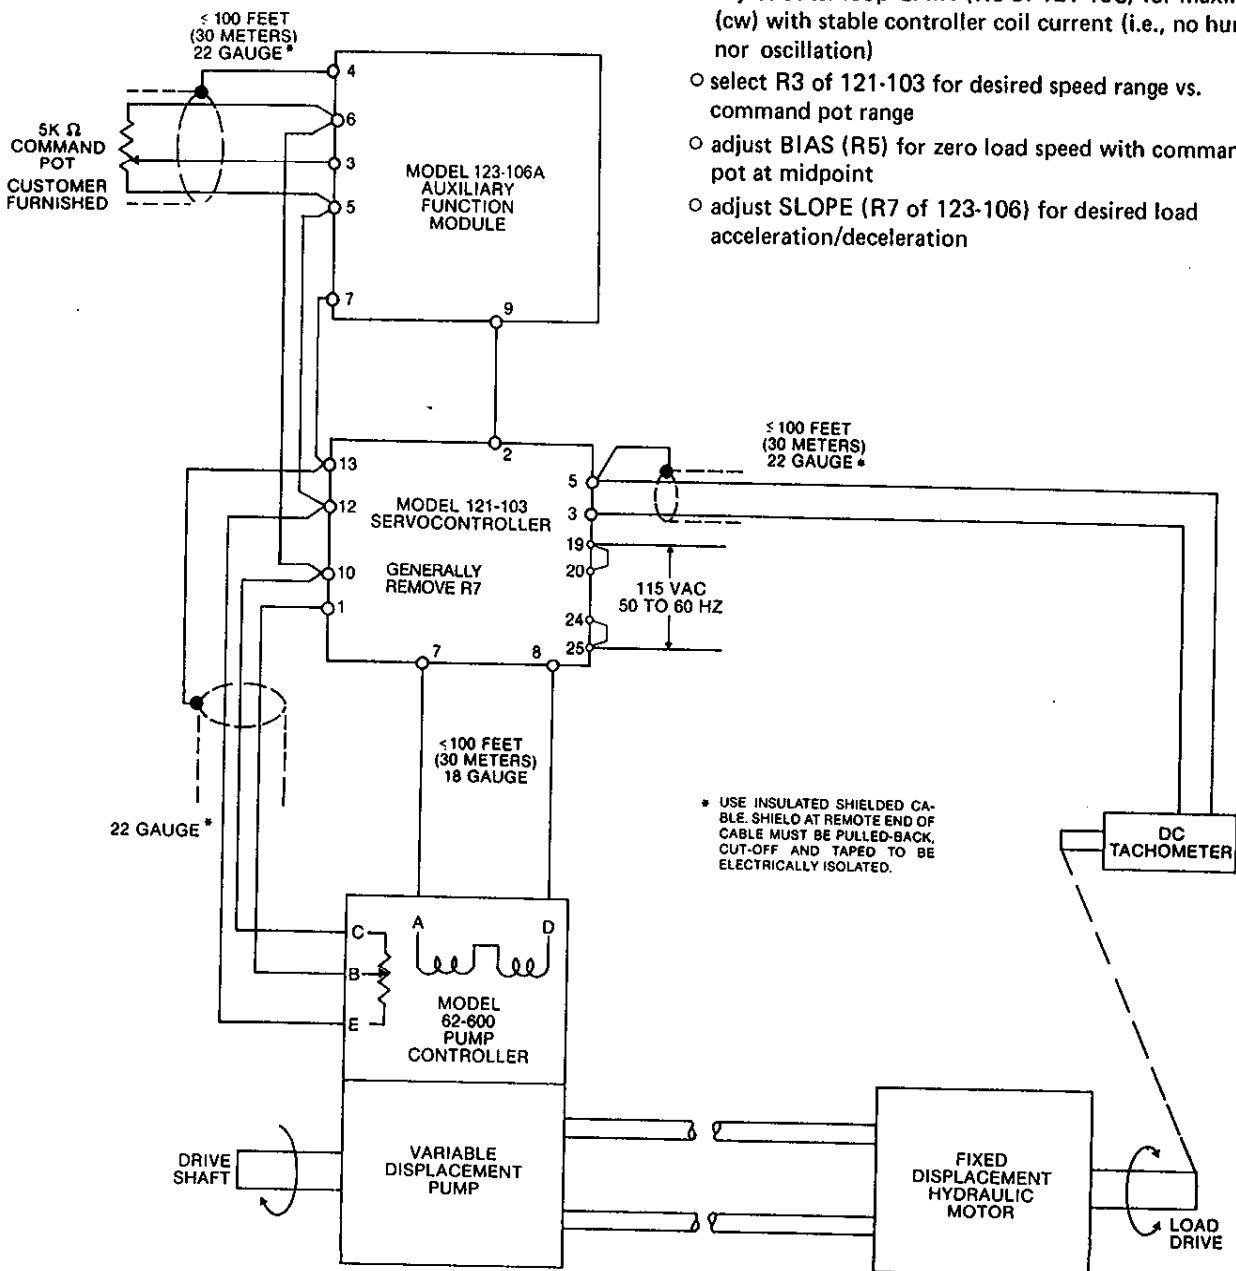 (cw) with stable controller coil current (i.e., no hu
nor oscillation)
○ select R3 of 121-103 for desired speed range vs.
command pot range
○ adjust BIAS (R5) for zero load speed with comman
pot at midpoint
○ adjust SLOPE (R7 of 123-106) for desired load
acceleration/deceleration
≤ 100 FEET
(30 METERS)
22 GAUGE*
4
6
3
5
7
9
5K Ω
COMMAND
POT
CUSTOMER
FURNISHED
MODEL 123-106A
AUXILIARY
FUNCTION
MODULE
≤ 100 FEET
(30 METERS)
22 GAUGE*
2
13
12
10
1
MODEL 121-103
SERVOCONTROLLER
GENERALLY
REMOVE R7
5
3
19
20
24
25
115 VAC
50 TO 60 HZ
7
8
≤100 FEET
(30 METERS)
18 GAUGE
22 GAUGE*
* USE INSULATED SHIELDED CA-
BLE. SHIELD AT REMOTE END OF
CABLE MUST BE PULLED-BACK,
CUT-OFF AND TAPED TO BE
ELECTRICALLY ISOLATED.
DC
TACHOMETER
C
B
E
A
D
MODEL
62-600
PUMP
CONTROLLER
DRIVE
SHAFT
VARIABLE
DISPLACEMENT
PUMP
FIXED
DISPLACEMENT
HYDRAULIC
MOTOR
LOAD
DRIVE